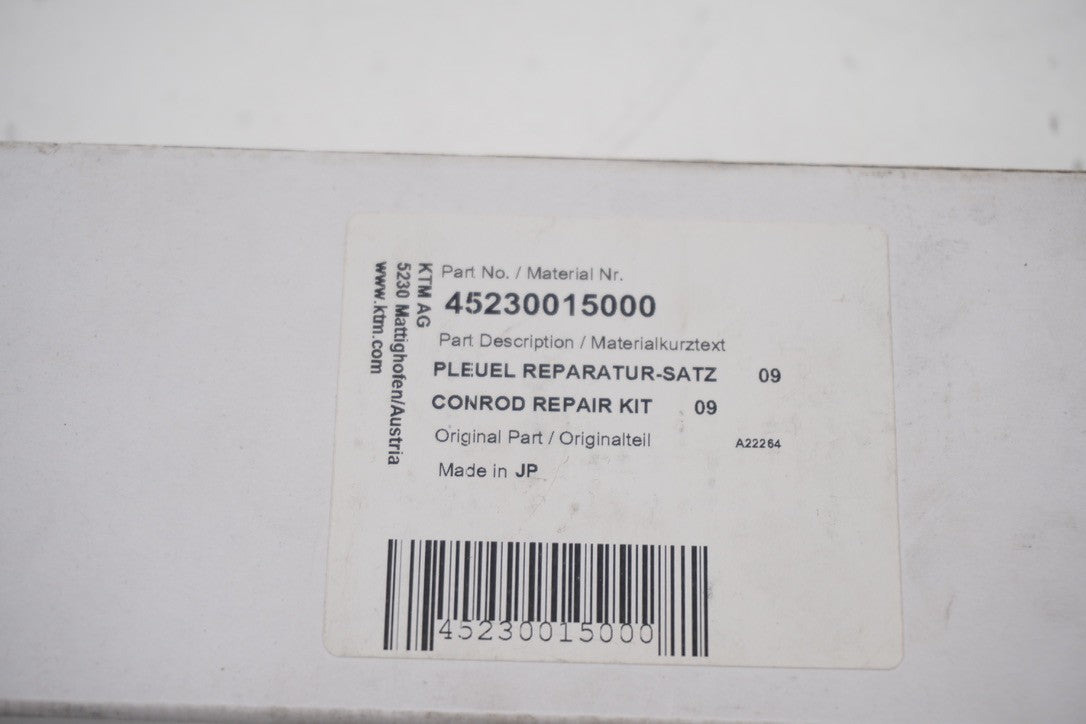 KTM AG
5230 Mattighofen/Austria
www.ktm.com
Part No. / Material Nr.
45230015000
Part Description / Materialkurztext
PLEUEL REPARATUR-SATZ 09
CONROD REPAIR KIT 09
Original Part / Originalteil A22264
Made in JP
45230015000